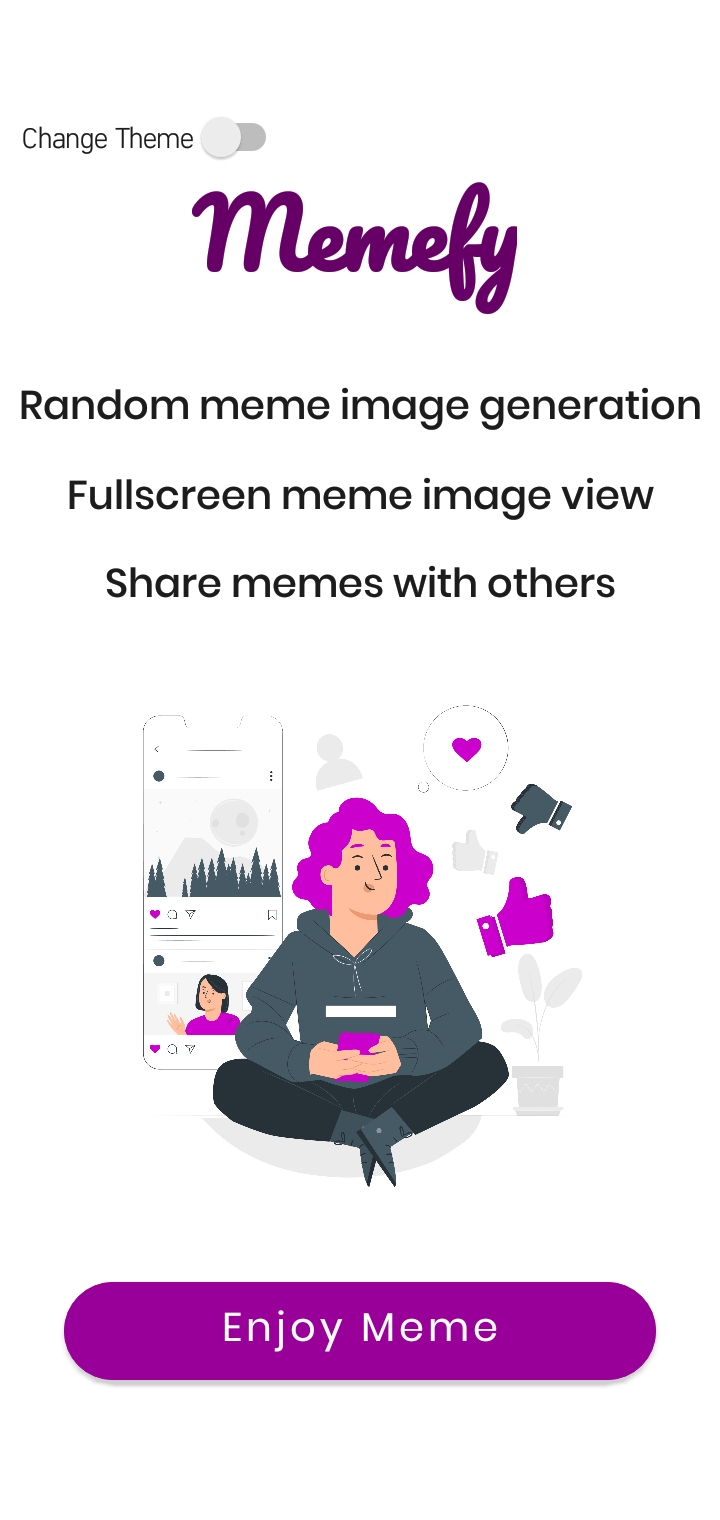 Change Theme
Memefy
Random meme image generation
Fullscreen meme image view
Share memes with others
Enjoy Meme